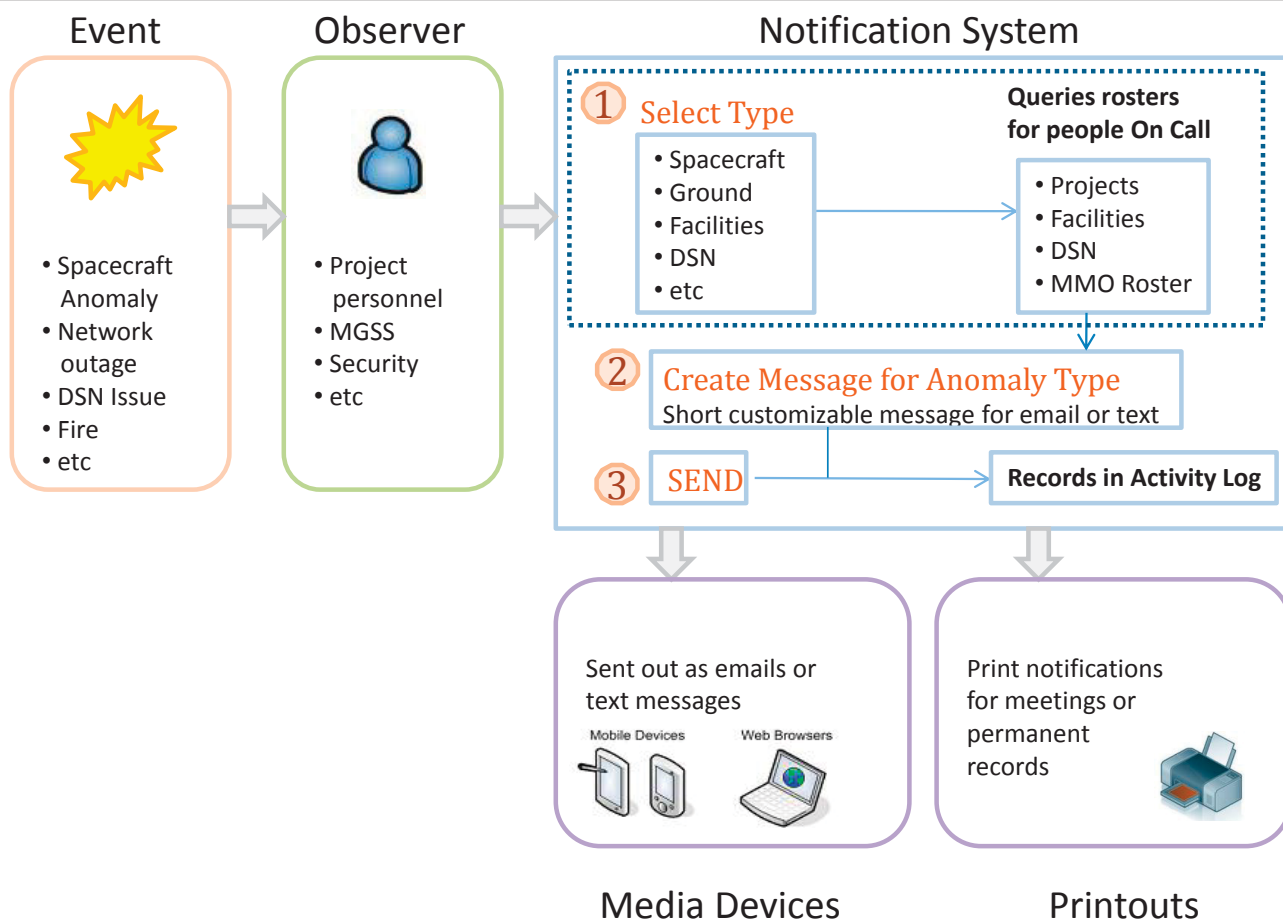 Event
Observer
Notification System
• Spacecraft
Anomaly
• Network
outage
• DSN Issue
• Fire
• etc
• Project
personnel
• MGSS
• Security
• etc
1 Select Type
• Spacecraft
• Ground
• Facilities
• DSN
• etc
Queries rosters
for people On Call
• Projects
• Facilities
• DSN
• MMO Roster
2 Create Message for Anomaly Type
Short customizable message for email or text
3 SEND
Records in Activity Log
Sent out as emails or
text messages
Mobile Devices
Web Browsers
Print notifications
for meetings or
permanent
records
Media Devices
Printouts